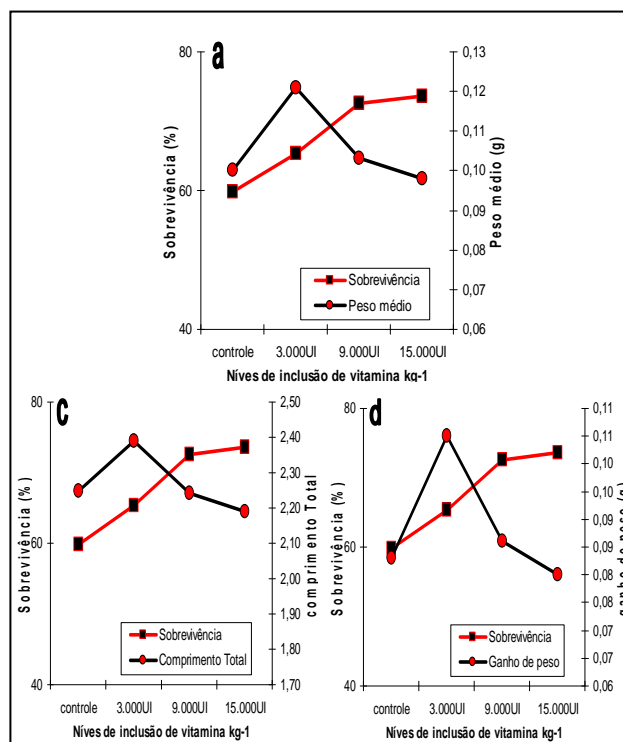 a
80
60
40
Sobrevivência (%)
0,13
0,12
0,11
0,10
0,09
0,08
0,07
0,06
Peso médio (g)
Sobrevivência
Peso médio
controle 3.000UI 9.000UI 15.000UI
Níves de inclusão de vitamina kg-1
c
80
60
40
Sobrevivência (%)
2,50
2,40
2,30
2,20
2,10
2,00
1,90
1,80
1,70
comprimento Total
Sobrevivência
Comprimento Total
controle 3.000UI 9.000UI 15.000UI
Níves de inclusão de vitamina kg-1
d
80
60
40
Sobrevivência (%)
0,11
0,11
0,10
0,10
0,09
0,09
0,08
0,08
0,07
0,07
0,06
ganho de peso (g)
Sobrevivência
Ganho de peso
controle 3.000UI 9.000UI 15.000UI
Níves de inclusão de vitamina kg-1